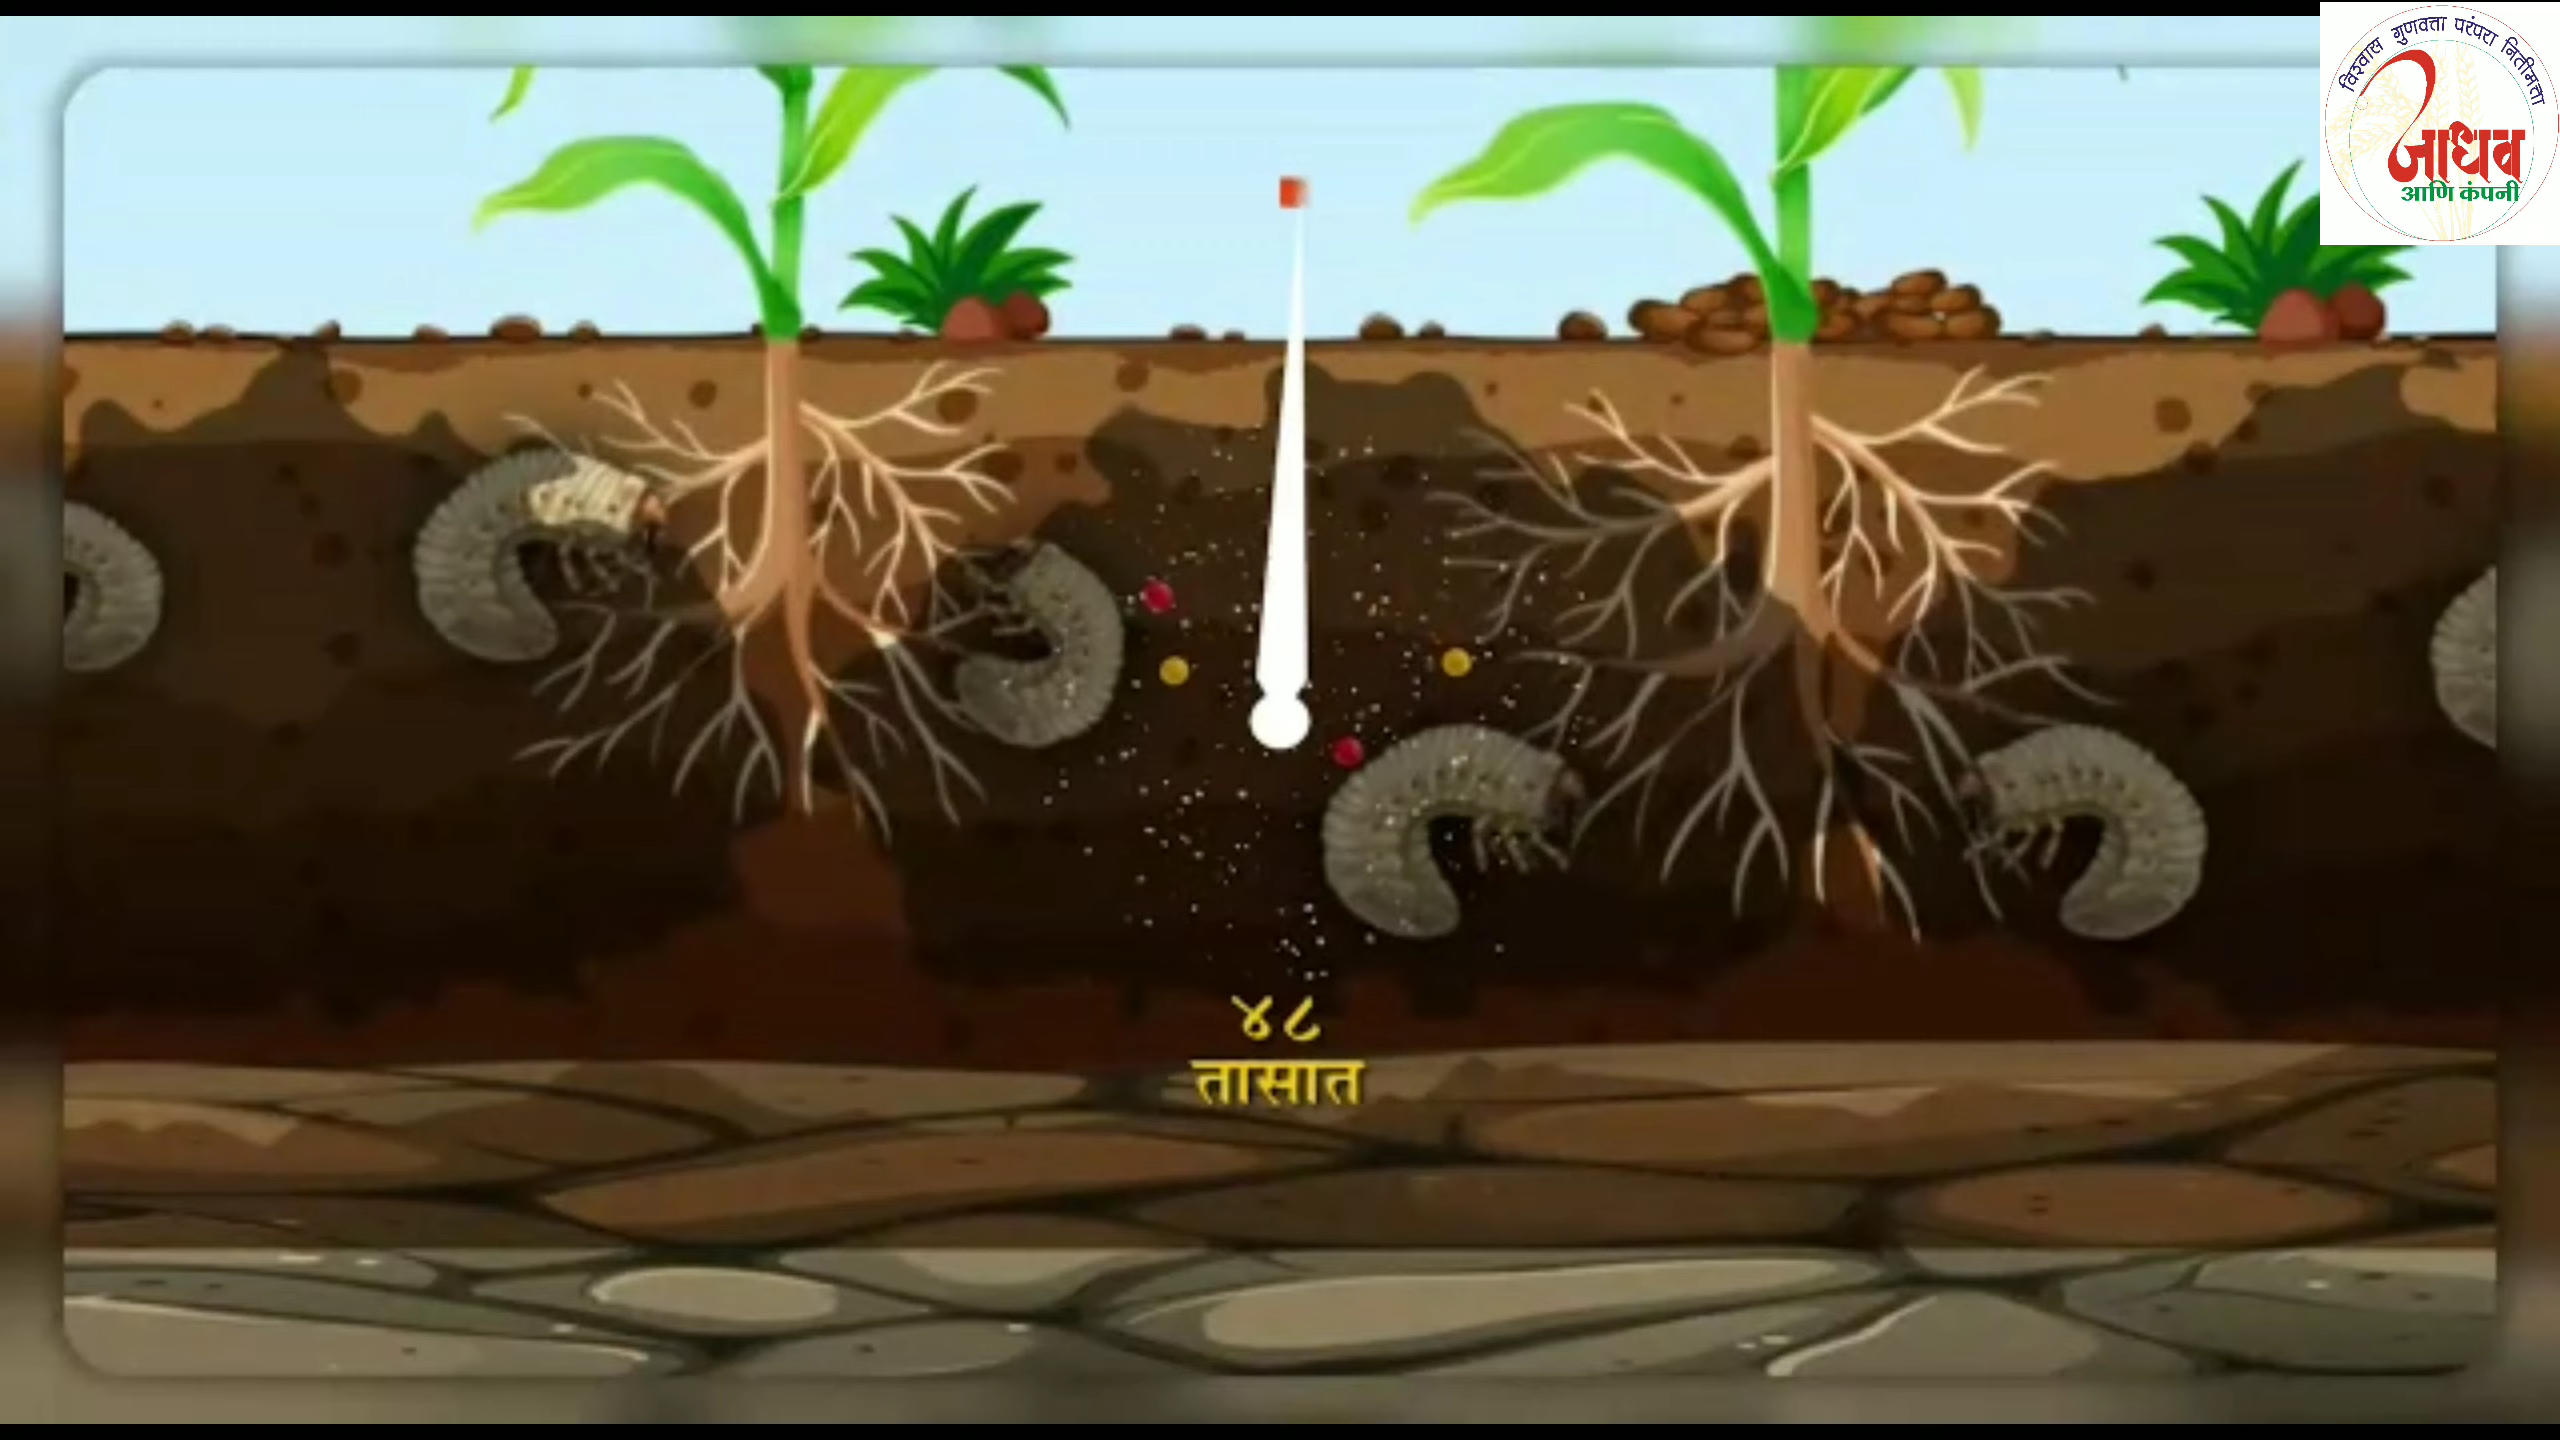 विश्वास गुणवत्ता परंपरा नितीमत्ता
जाधव
आणि कंपनी
४८
तासात